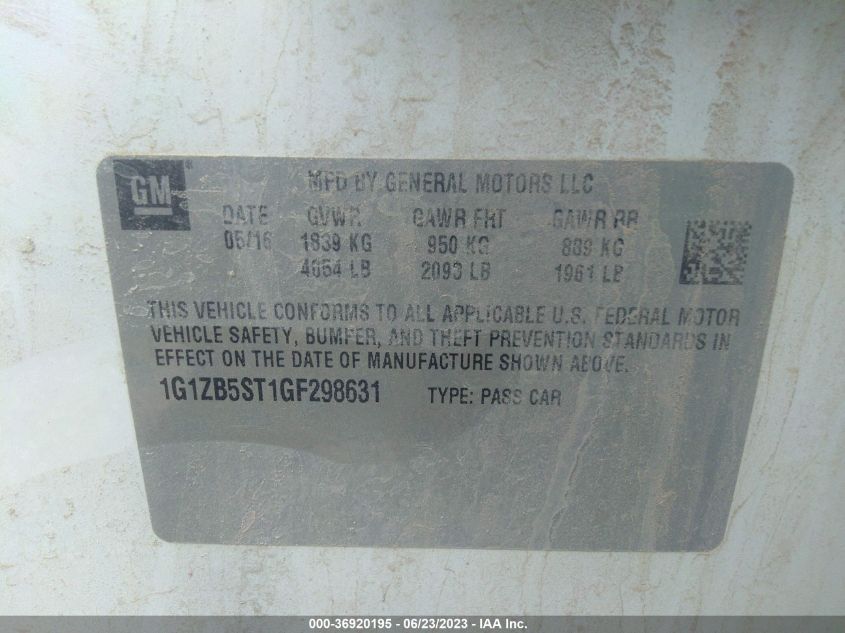 GM
MFD BY GENERAL MOTORS LLC
DATE GVWR GAWR FRT GAWR RR
05/16 1839 KG 950 KG 889 KG
4054 LB 2093 LB 1961 LB
THIS VEHICLE CONFORMS TO ALL APPLICABLE U.S. FEDERAL MOTOR
VEHICLE SAFETY, BUMPER, AND THEFT PREVENTION STANDARDS IN
EFFECT ON THE DATE OF MANUFACTURE SHOWN ABOVE.
1G1ZB5ST1GF298631 TYPE: PASS CAR
000-36920195 - 06/23/2023 - IAA Inc.